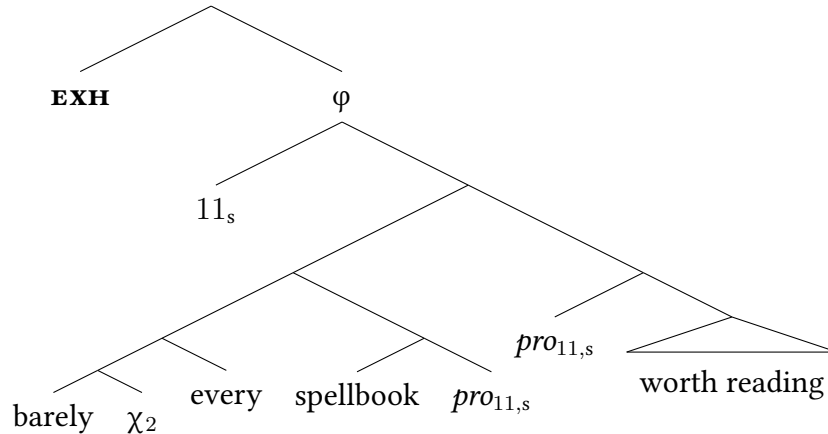 EXH φ
11s
pro11,s
worth reading
every spellbook pro11,s
barely χ2